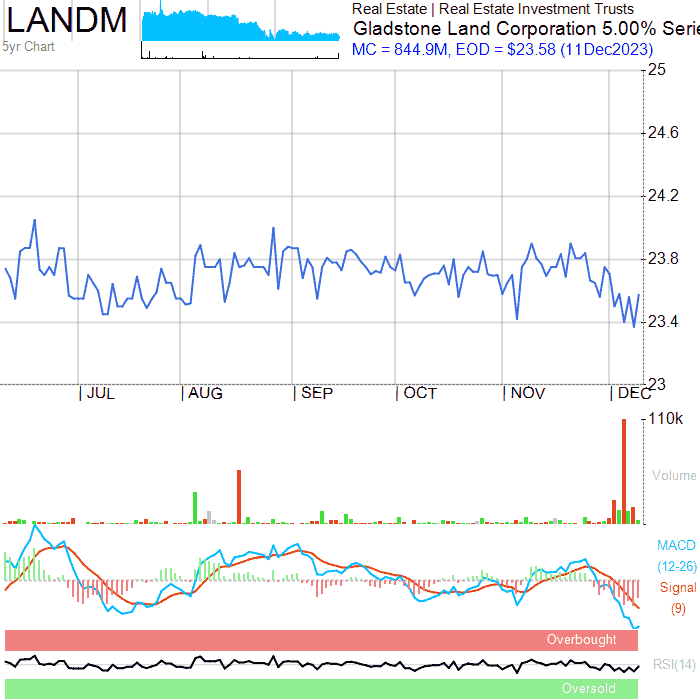 LANDM
5yr Chart
Real Estate | Real Estate Investment Trusts
Gladstone Land Corporation 5.00% Serie
MC = 844.9M, EOD = $23.58 (11Dec2023)
25
24.6
24.2
23.8
23.4
23
JUL
AUG
SEP
OCT
NOV
DEC
110k
Volume
MACD
(12-26)
Signal
(9)
Overbought
RSI(14)
Oversold